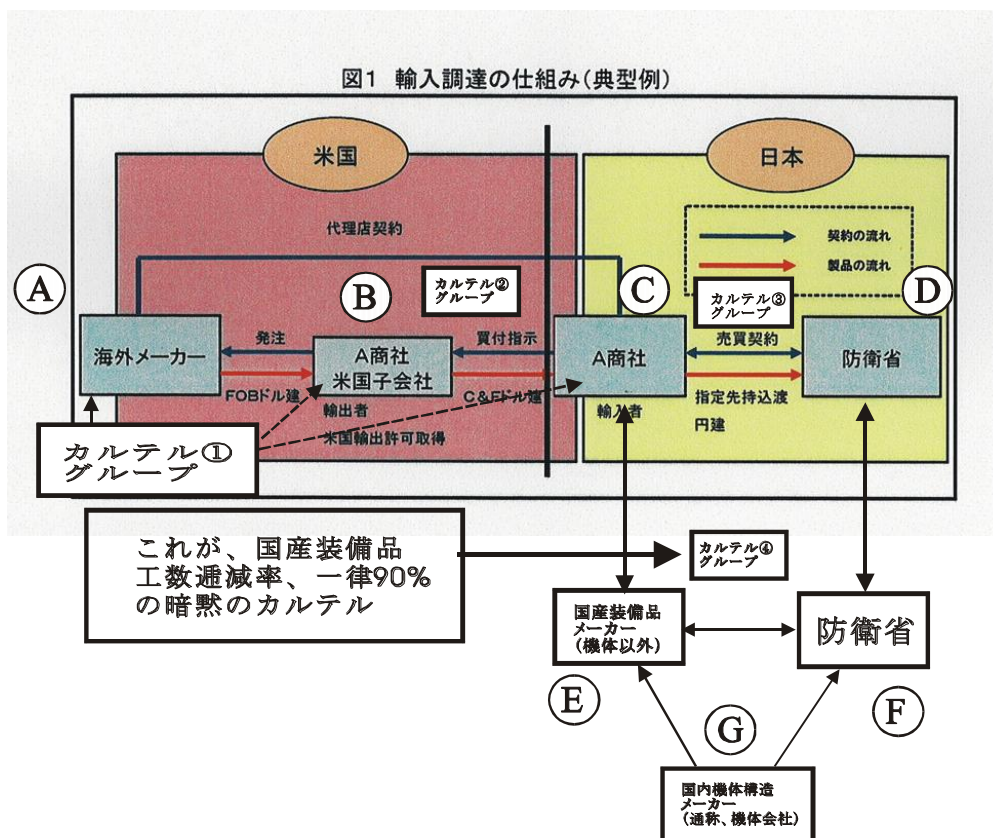 図1 輸入調達の仕組み(典型例)
米国
日本
代理店契約
契約の流れ
製品の流れ
A
B
カルテル②
グループ
C
カルテル③
グループ
D
海外メーカー
発注
FOBドル建
A商社
米国子会社
買付指示
C&Fドル建
A商社
売買契約
指定先持込渡
円建
防衛省
輸出者
米国輸出許可取得
輸入者
カルテル①
グループ
これが、国産装備品
工数逓減率、一律90%
の暗黙のカルテル
カルテル④
グループ
国産装備品
メーカー
(機体以外)
防衛省
E
F
G
国内機体構造
メーカー
(通称、機体会社)